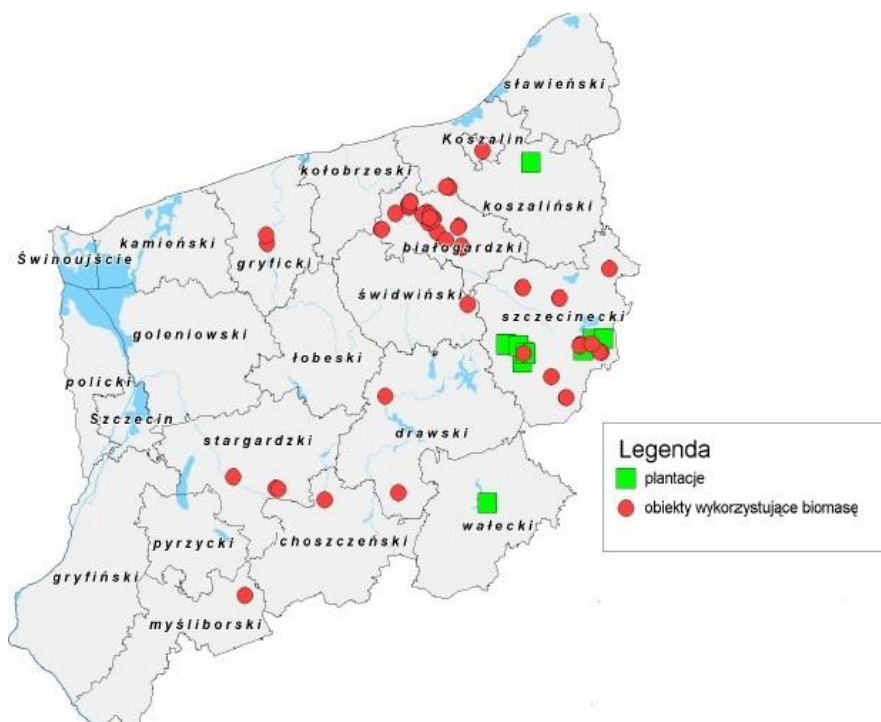 sławieński
Koszalin
kołobrzeski
koszaliński
kamieński
białogardzki
Świnoujście
gryficki
świdwiński
szczecinecki
goleniowski
łobeski
policki
Szczecin
stargardzki
drawski
Legenda
plantacje
obiekty wykorzystujące biomasę
wałecki
pyrzycki
choszczeński
gryfiński
myśliborski